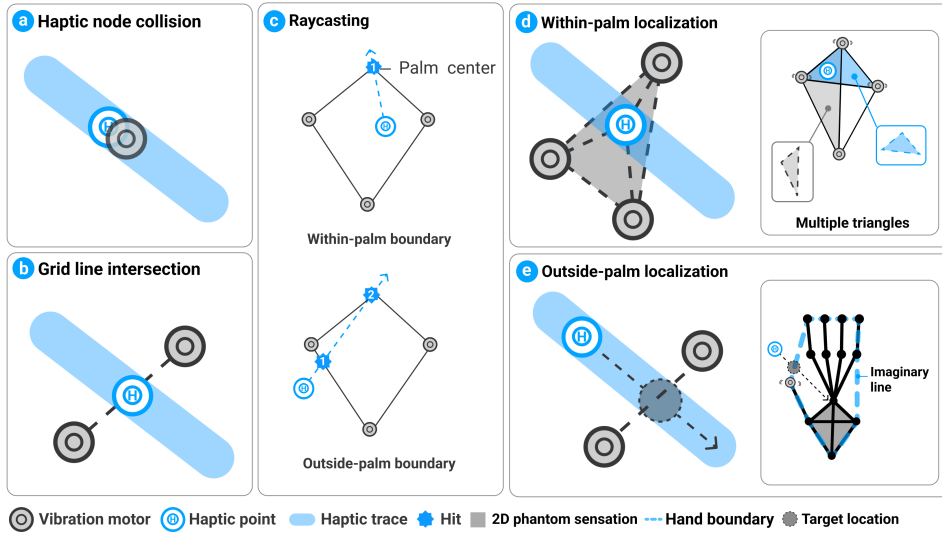 a Haptic node collision
b Grid line intersection
c Raycasting
1
Palm center
H
Within-palm boundary
2
1
H
Outside-palm boundary
d Within-palm localization
H
H
Multiple triangles
e Outside-palm localization
H
H
Imaginary
line
H
H
Vibration motor
H Haptic point
Haptic trace
Hit
2D phantom sensation
Hand boundary
Target location